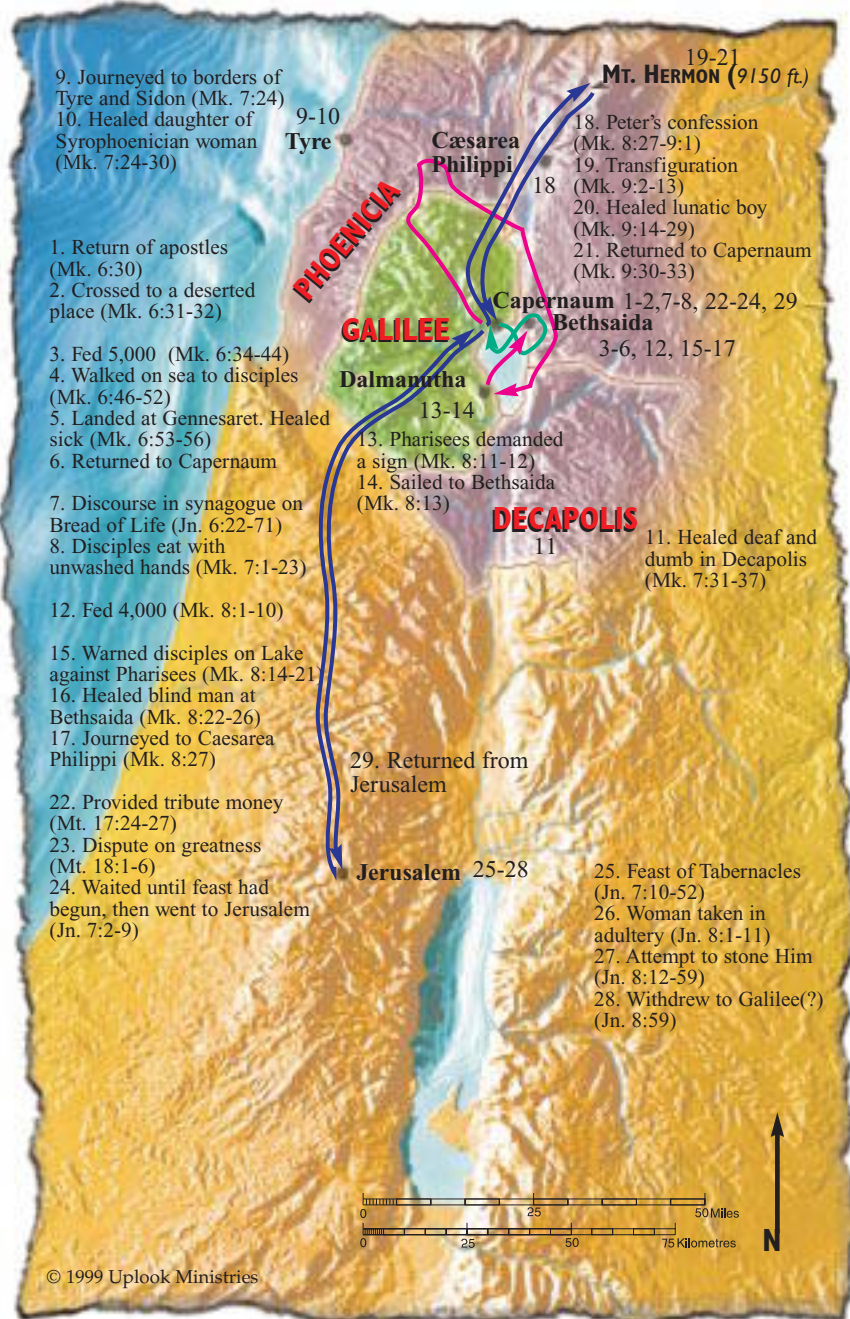 9. Journeyed to borders of
Tyre and Sidon (Mk. 7:24)
10. Healed daughter of
Syrophoenician woman
(Mk. 7:24-30)
9-10
Tyre
19-21
MT. HERMON (9150 ft.)
Cæsarea
Philippi
18
18. Peter's confession
(Mk. 8:27-9:1)
19. Transfiguration
(Mk. 9:2-13)
20. Healed lunatic boy
(Mk. 9:14-29)
21. Returned to Capernaum
(Mk. 9:30-33)
PHOENICIA
1. Return of apostles
(Mk. 6:30)
2. Crossed to a deserted
place (Mk. 6:31-32)
3. Fed 5,000 (Mk. 6:34-44)
4. Walked on sea to disciples
(Mk. 6:46-52)
5. Landed at Gennesaret. Healed
sick (Mk. 6:53-56)
6. Returned to Capernaum
7. Discourse in synagogue on
Bread of Life (Jn. 6:22-71)
8. Disciples eat with
unwashed hands (Mk. 7:1-23)
12. Fed 4,000 (Mk. 8:1-10)
15. Warned disciples on Lake
against Pharisees (Mk. 8:14-21)
16. Healed blind man at
Bethsaida (Mk. 8:22-26)
17. Journeyed to Caesarea
Philippi (Mk. 8:27)
22. Provided tribute money
(Mt. 17:24-27)
23. Dispute on greatness
(Mt. 18:1-6)
24. Waited until feast had
begun, then went to Jerusalem
(Jn. 7:2-9)
GALILEE
Capernaum 1-2,7-8, 22-24, 29
Bethsaida
3-6, 12, 15-17
Dalmanutha
13-14
13. Pharisees demanded
a sign (Mk. 8:11-12)
14. Sailed to Bethsaida
(Mk. 8:13)
DECAPOLIS
11
11. Healed deaf and
dumb in Decapolis
(Mk. 7:31-37)
29. Returned from
Jerusalem
Jerusalem 25-28
25. Feast of Tabernacles
(Jn. 7:10-52)
26. Woman taken in
adultery (Jn. 8:1-11)
27. Attempt to stone Him
(Jn. 8:12-59)
28. Withdrew to Galilee(?)
(Jn. 8:59)
0 25 50 Miles
0 25 50 75 Kilometres
N
© 1999 Uplook Ministries